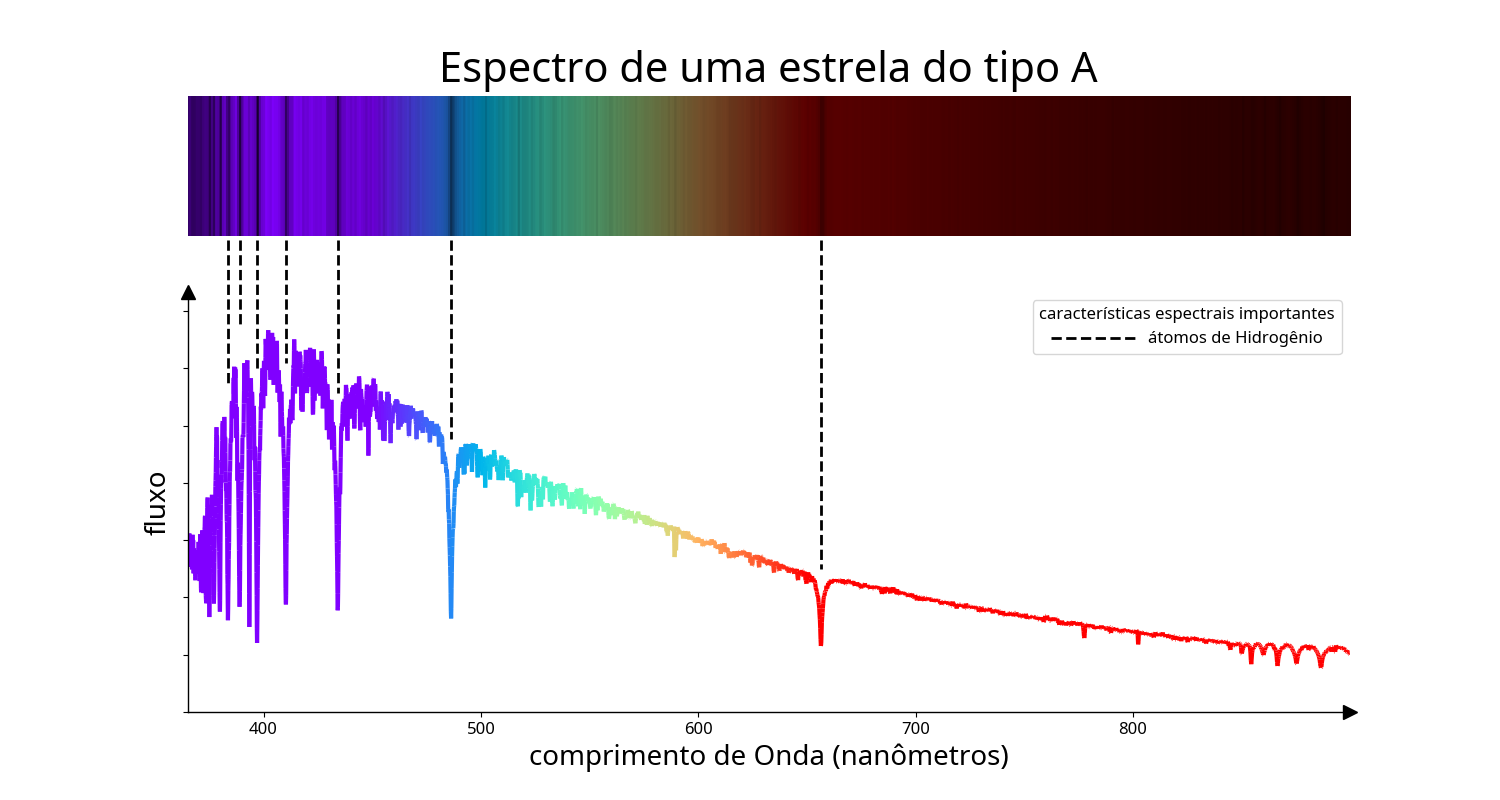 Espectro de uma estrela do tipo A
características espectrais importantes
átomos de Hidrogênio
fluxo
400 500 600 700 800
comprimento de Onda (nanômetros)